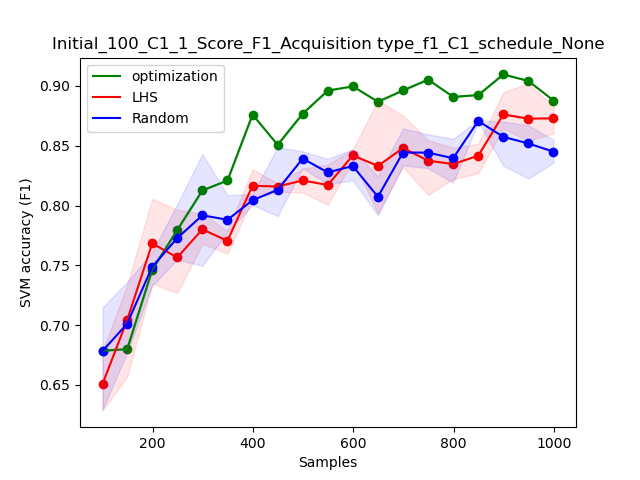 Initial_100_C1_1_Score_F1_Acquisition type_f1_C1_schedule_None
optimization
LHS
Random
0.90
0.85
0.80
0.75
0.70
0.65
SVM accuracy (F1)
200
400
600
800
1000
Samples